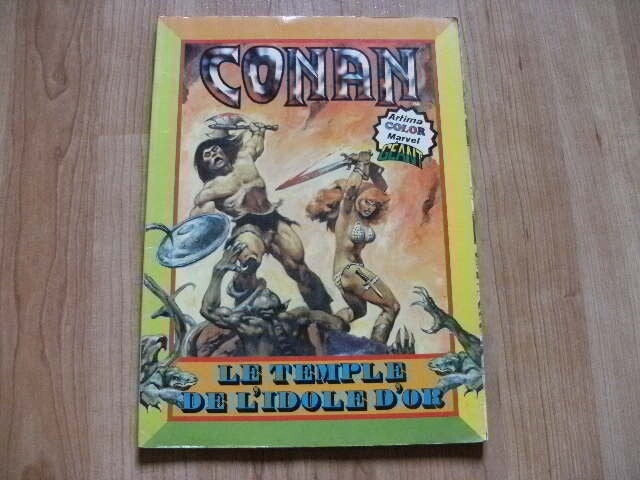 CONAN
Artima
COLOR
Marvel
GEANT
LE TEMPLE
DE L'IDOLE D'OR